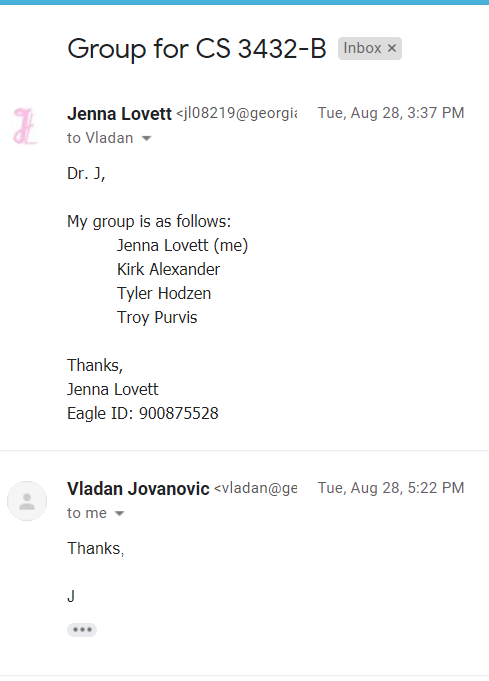 Group for CS 3432-B Inbox ×
Jenna Lovett <jl08219@georgia Tue, Aug 28, 3:37 PM
to Vladan
Dr. J,
My group is as follows:
Jenna Lovett (me)
Kirk Alexander
Tyler Hodzen
Troy Purvis
Thanks,
Jenna Lovett
Eagle ID: 900875528
Vladan Jovanovic <vladan@ge Tue, Aug 28, 5:22 PM
to me
Thanks,
J